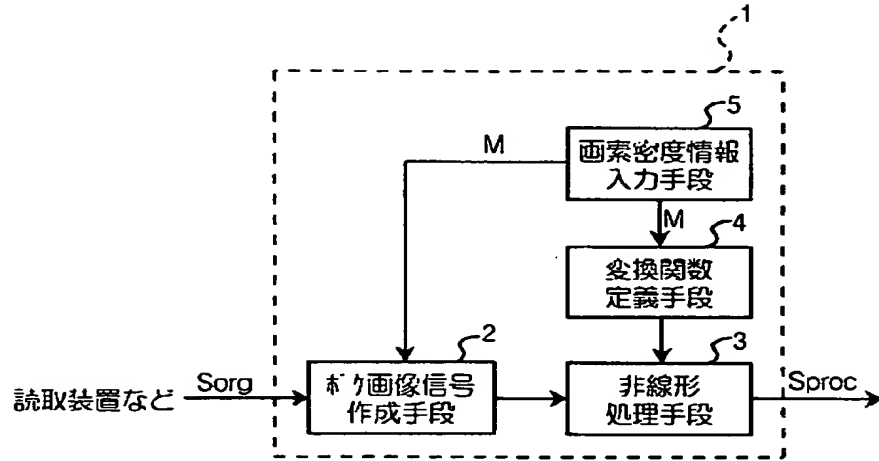 1
5
画素密度情報
入力手段
M
M
4
変換関数
定義手段
2
3
読取装置など
Sorg
ボケ画像信号
作成手段
非線形
処理手段
Sproc